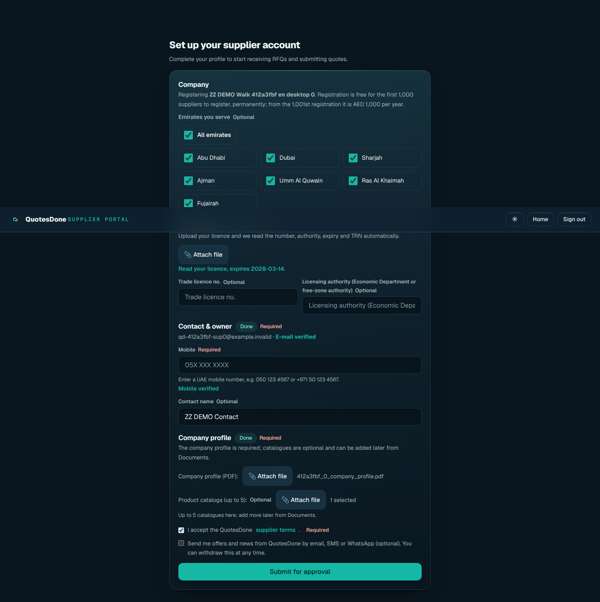 Set up your supplier account
Complete your profile to start receiving RFQs and submitting quotes.
Company
Registering ZZ DEMO Walk 412a3fbf en desktop 0. Registration is free for the first 1,000
suppliers to register, permanently; from the 1,001st registration it is AED 1,000 per year.
Emirates you serve Optional
All emirates
Abu Dhabi Dubai Sharjah
Ajman Umm Al Quwain Ras Al Khaimah
Fujairah
QuotesDone SUPPLIER PORTAL Home Sign out
Upload your licence and we read the number, authority, expiry and TRN automatically.
Attach file
Read your licence, expires 2028-03-14.
Trade licence no. Optional
Licensing authority (Economic Department or
free-zone authority) Optional
Trade licence no.
Licensing authority (Economic Depa
Contact & owner Done Required
qd-412a3fbf-sup0@example.invalid · E-mail verified
Mobile Required
05X XXX XXXX
Enter a UAE mobile number, e.g. 050 123 4567 or +971 50 123 4567.
Mobile verified
Contact name Optional
ZZ DEMO Contact
Company profile Done Required
The company profile is required; catalogues are optional and can be added later from
Documents.
Company profile (PDF): Attach file 412a3fbf_0_company_profile.pdf
Product catalogs (up to 5): Optional Attach file 1 selected
Up to 5 catalogues here; add more later from Documents.
I accept the QuotesDone supplier terms . Required
Send me offers and news from QuotesDone by email, SMS or WhatsApp (optional). You
can withdraw this at any time.
Submit for approval